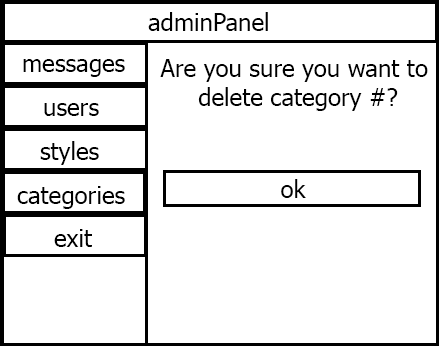 adminPanel
messages
users
styles
categories
exit
Are you sure you want to
delete category #?
ok